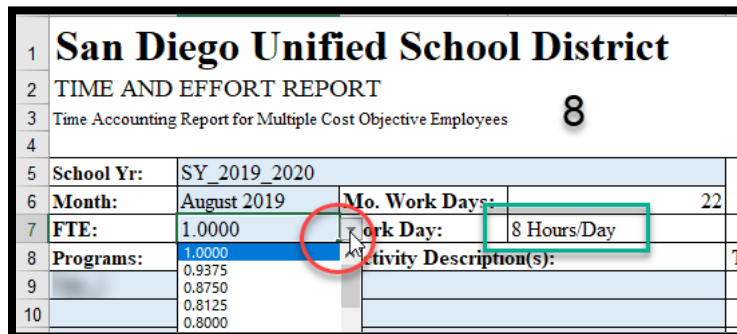 1 San Diego Unified School District
2 TIME AND EFFORT REPORT
3 Time Accounting Report for Multiple Cost Objective Employees 8
4
5 School Yr: SY_2019_2020
6 Month: August 2019 Mo. Work Days: 22
7 FTE: 1.0000 ork Day: 8 Hours/Day
8 Programs: 1.0000 ctivity Description(s):
0.9375
9 0.8750
0.8125
10 0.8000